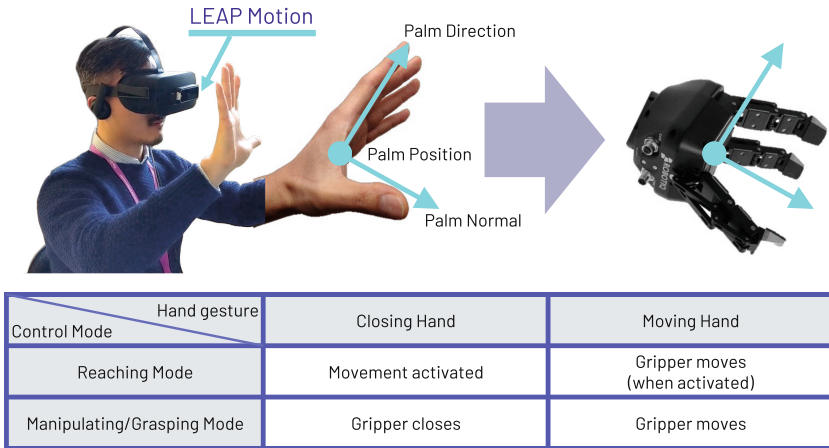 LEAP Motion
Palm Direction
Palm Position
Palm Normal
ROBOTIQ
Hand gesture
Control Mode
Closing Hand
Moving Hand
Reaching Mode
Movement activated
Gripper moves
(when activated)
Manipulating/Grasping Mode
Gripper closes
Gripper moves